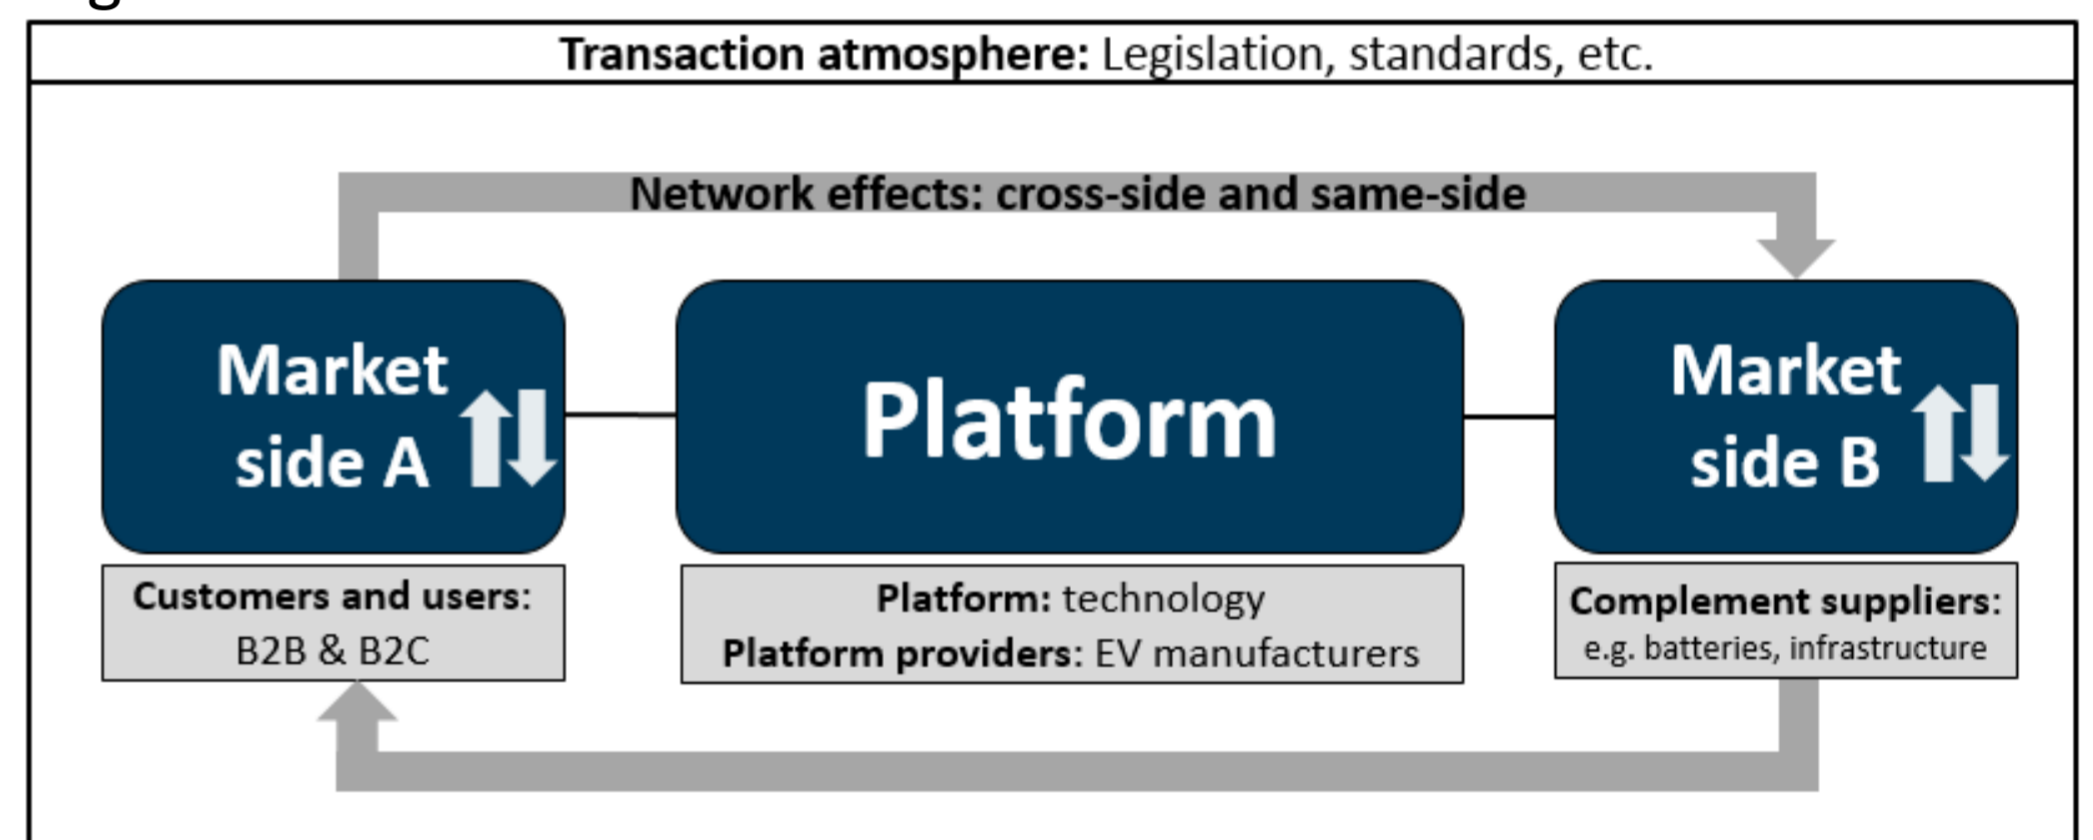 Transaction atmosphere: Legislation, standards, etc.
Network effects: cross-side and same-side
Market
side A
Platform
Market
side B
Customers and users:
B2B & B2C
Platform: technology
Platform providers: EV manufacturers
Complement suppliers:
e.g. batteries, infrastructure